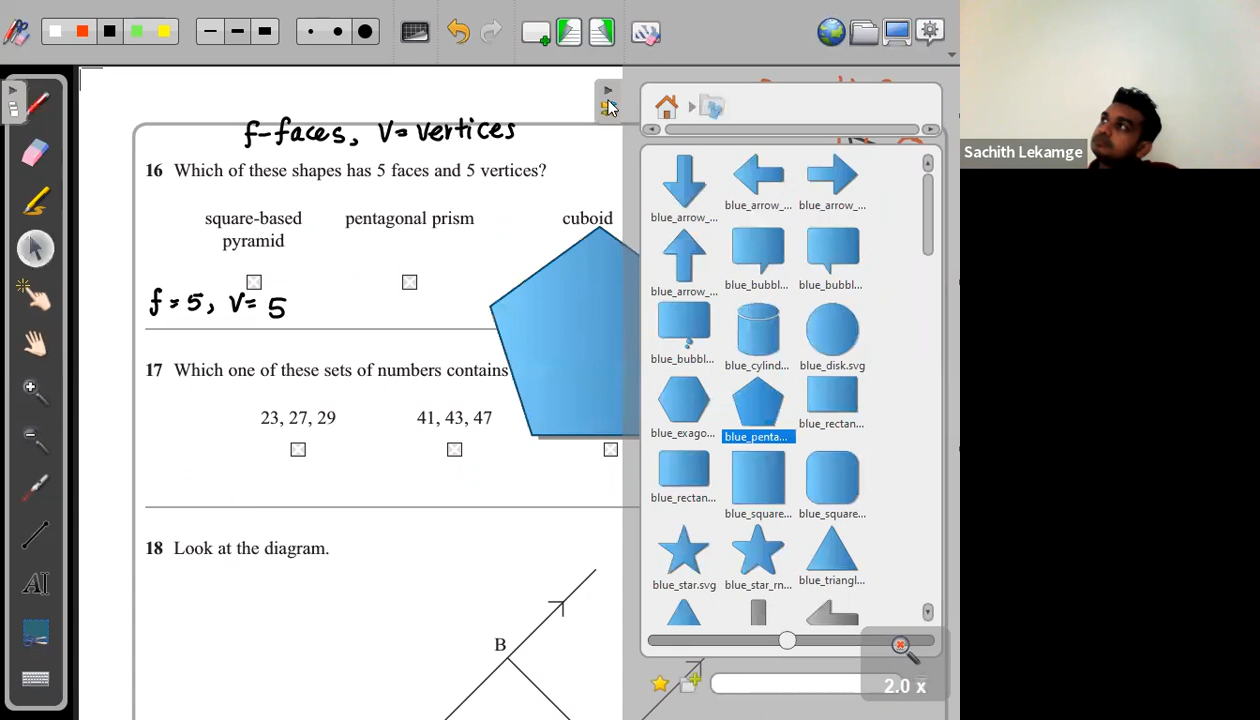 f-faces, V= vertices
16 Which of these shapes has 5 faces and 5 vertices?
square-based pentagonal prism cuboid
pyramid
f = 5, V = 5
17 Which one of these sets of numbers contains
23, 27, 29 41, 43, 47
18 Look at the diagram.
B
blue_arrow_... blue_arrow_... blue_arrow_...
blue_arrow_... blue_bubbl... blue_bubbl...
blue_bubbl... blue_cylind... blue_disk.svg
blue_exago... blue_penta... blue_rectan...
blue_rectan... blue_square... blue_square...
blue_star.svg blue_star_rn... blue_triangl...
2.0 x
AI
Sachith Lekamge